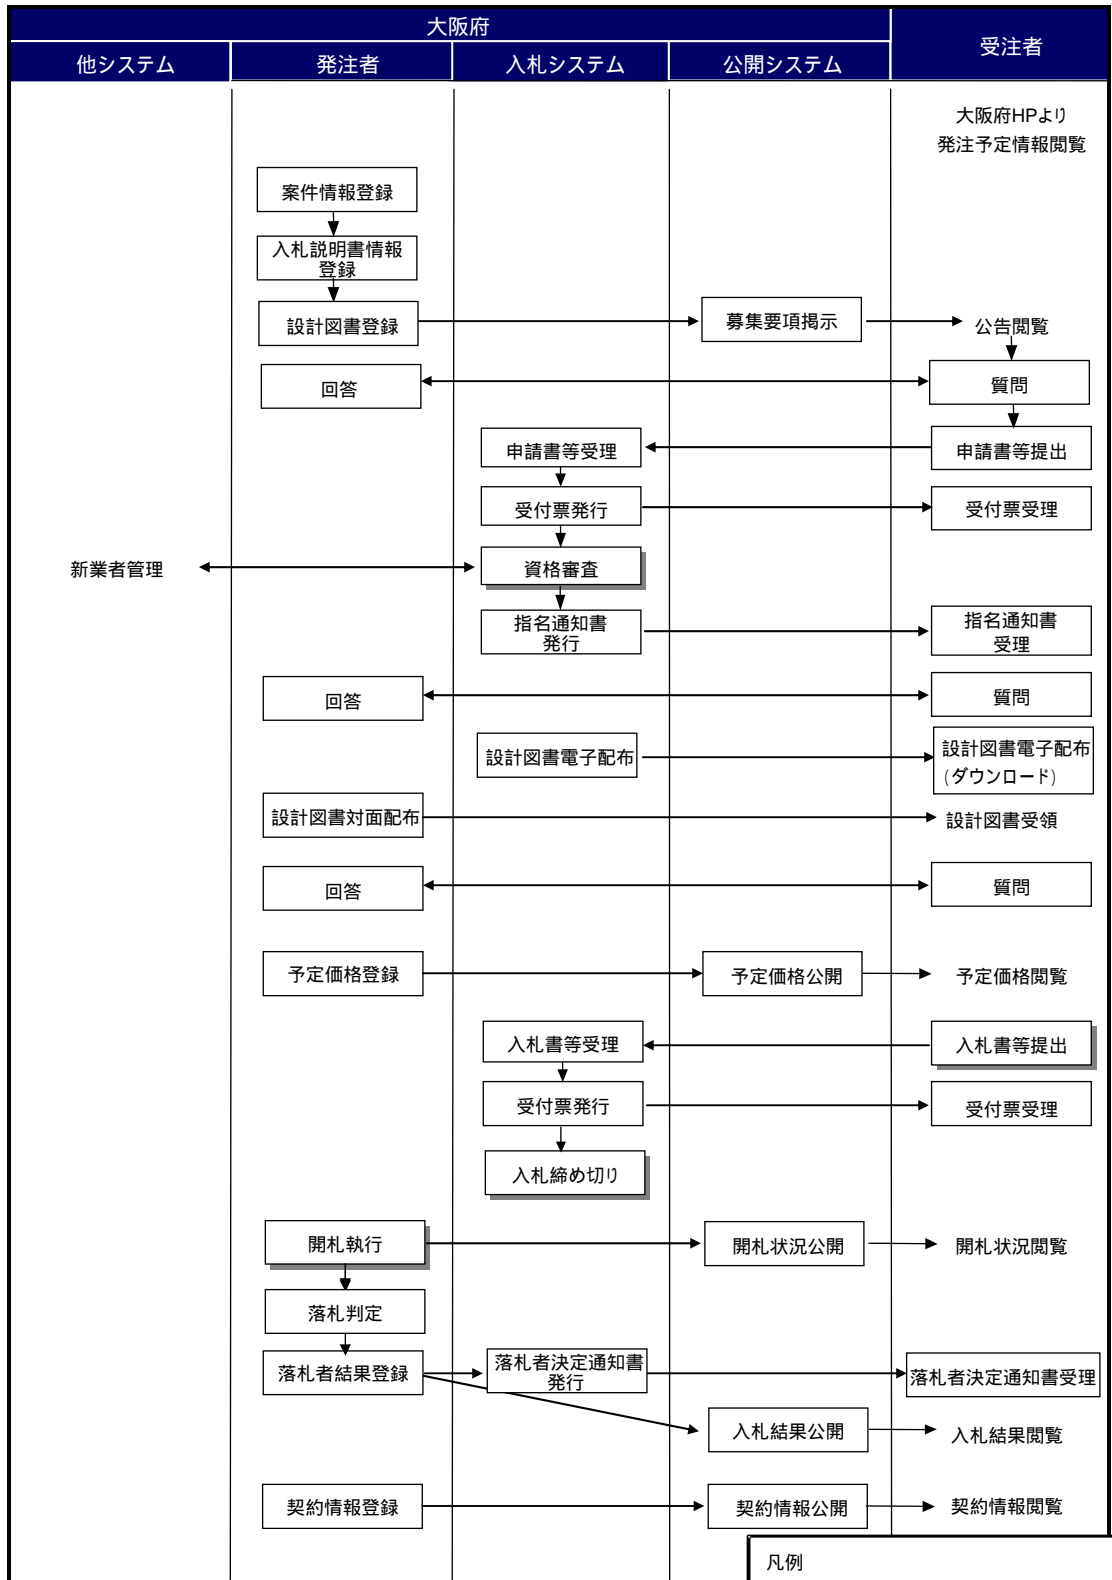 大阪府
受注者
他システム
発注者
入札システム
公開システム
大阪府HPより
発注予定情報閲覧
案件情報登録
入札説明書情報
登録
設計図書登録
募集要項掲示
公告閲覧
回答
質問
申請書等受理
申請書等提出
受付票発行
受付票受理
新業者管理
資格審査
指名通知書
発行
指名通知書
受理
回答
質問
設計図書電子配布
設計図書電子配布
(ダウンロード)
設計図書対面配布
設計図書受領
回答
質問
予定価格登録
予定価格公開
予定価格閲覧
入札書等受理
入札書等提出
受付票発行
受付票受理
入札締め切り
開札執行
開札状況公開
開札状況閲覧
落札判定
落札者結果登録
落札者決定通知書
発行
落札者決定通知書受理
入札結果公開
入札結果閲覧
契約情報登録
契約情報公開
契約情報閲覧
凡例